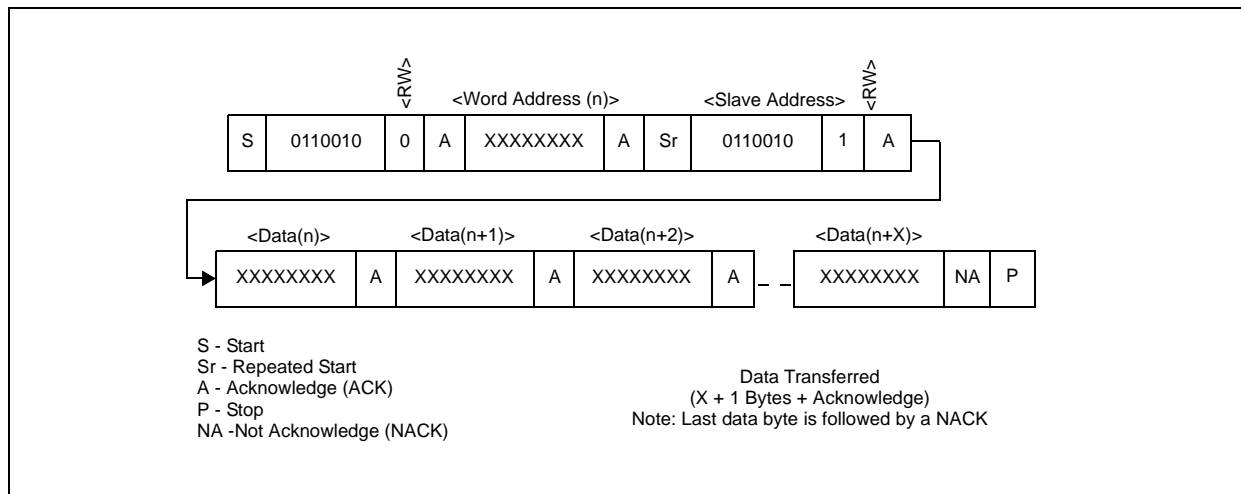 <RW>
<Word Address (n)> <Slave Address> <RW>
S 0110010 0 A XXXXXXXX A Sr 0110010 1 A
<Data(n)> <Data(n+1)> <Data(n+2)> <Data(n+X)>
XXXXXXXX A XXXXXXXX A XXXXXXXX A XXXXXXXX NA P
S - Start
Sr - Repeated Start
A - Acknowledge (ACK)
P - Stop
NA -Not Acknowledge (NACK)
Data Transferred
(X + 1 Bytes + Acknowledge)
Note: Last data byte is followed by a NACK